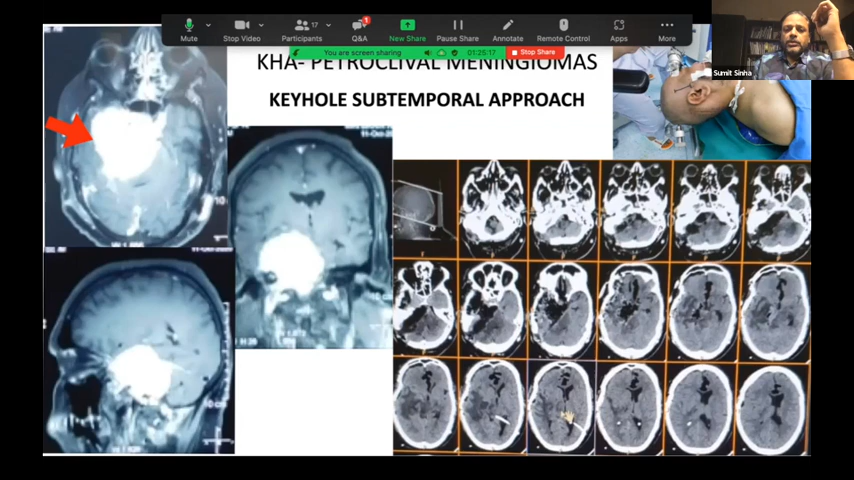 17
1
Mute
Stop Video
Participants
Q&A
New Share
Pause Share
Annotate
Remote Control
Apps
More
You are screen sharing
01:25:17
Stop Share
Sumit Sinha
KHA- PETROCLIVAL MENINGIOMAS
KEYHOLE SUBTEMPORAL APPROACH